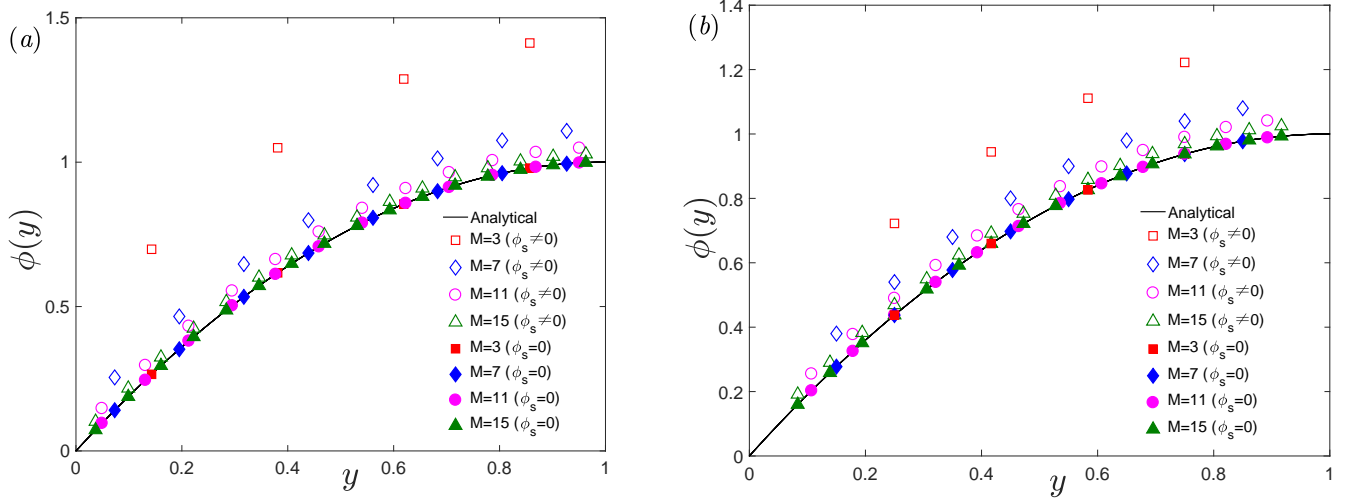 (a)
1.5
1
0.5
0
0 0.2 0.4 0.6 0.8 1
ϕ(y)
y
Analytical
M=3 (ϕs≠0)
M=7 (ϕs≠0)
M=11 (ϕs≠0)
M=15 (ϕs≠0)
M=3 (ϕs=0)
M=7 (ϕs=0)
M=11 (ϕs=0)
M=15 (ϕs=0)
(b)
1.4
1.2
1
0.8
0.6
0.4
0.2
0
0 0.2 0.4 0.6 0.8 1
ϕ(y)
y
Analytical
M=3 (ϕs≠0)
M=7 (ϕs≠0)
M=11 (ϕs≠0)
M=15 (ϕs≠0)
M=3 (ϕs=0)
M=7 (ϕs=0)
M=11 (ϕs=0)
M=15 (ϕs=0)